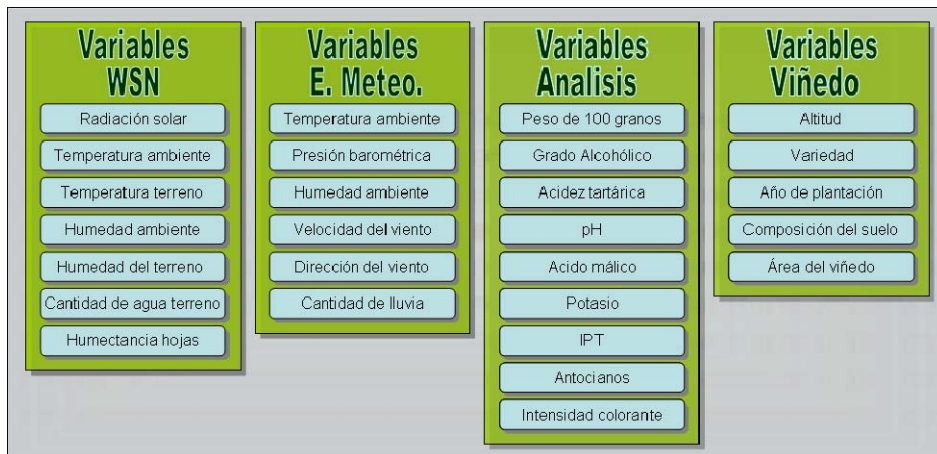 Variables
WSN
Radiación solar
Temperatura ambiente
Temperatura terreno
Humedad ambiente
Humedad del terreno
Cantidad de agua terreno
Humectancia hojas
Variables
E. Meteo.
Temperatura ambiente
Presión barométrica
Humedad ambiente
Velocidad del viento
Dirección del viento
Cantidad de lluvia
Variables
Analisis
Peso de 100 granos
Grado Alcohólico
Acidez tartárica
pH
Acido málico
Potasio
IPT
Antocianos
Intensidad colorante
Variables
Viñedo
Altitud
Variedad
Año de plantación
Composición del suelo
Área del viñedo